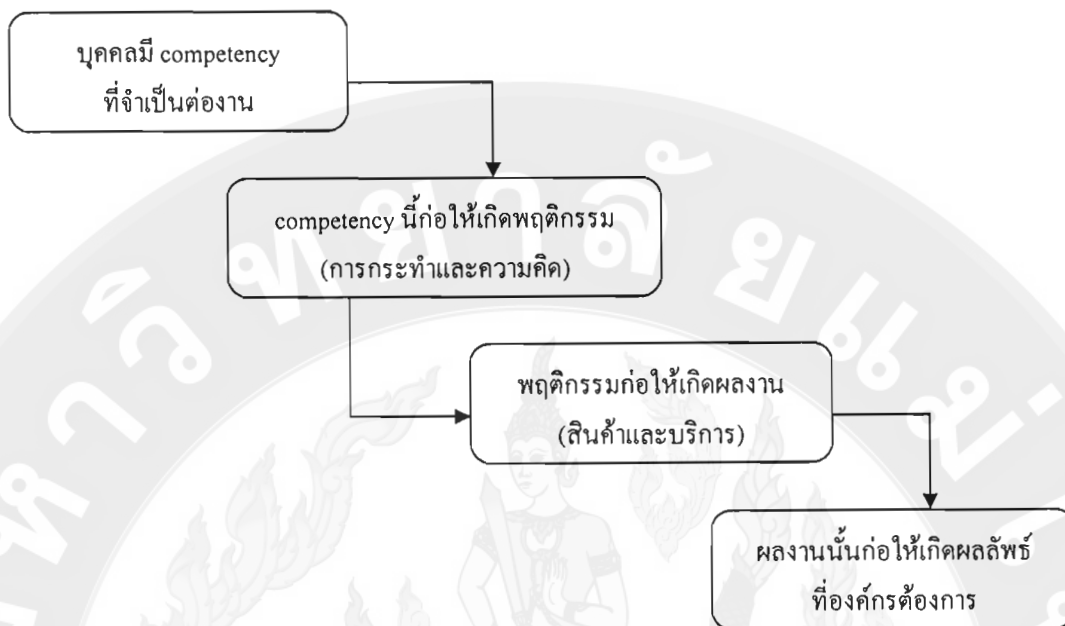 บุคคลมี competency
ที่จำเป็นต่องาน
competency นี้ก่อให้เกิดพฤติกรรม
(การกระทำและความคิด)
พฤติกรรมก่อให้เกิดผลงาน
(สินค้าและบริการ)
ผลงานนั้นก่อให้เกิดผลลัพธ์
ที่องค์กรต้องการ